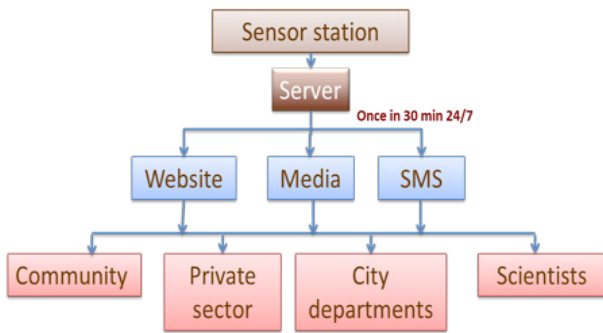 Sensor station
Server
Once in 30 min 24/7
Website
Media
SMS
Community
Private
sector
City
departments
Scientists